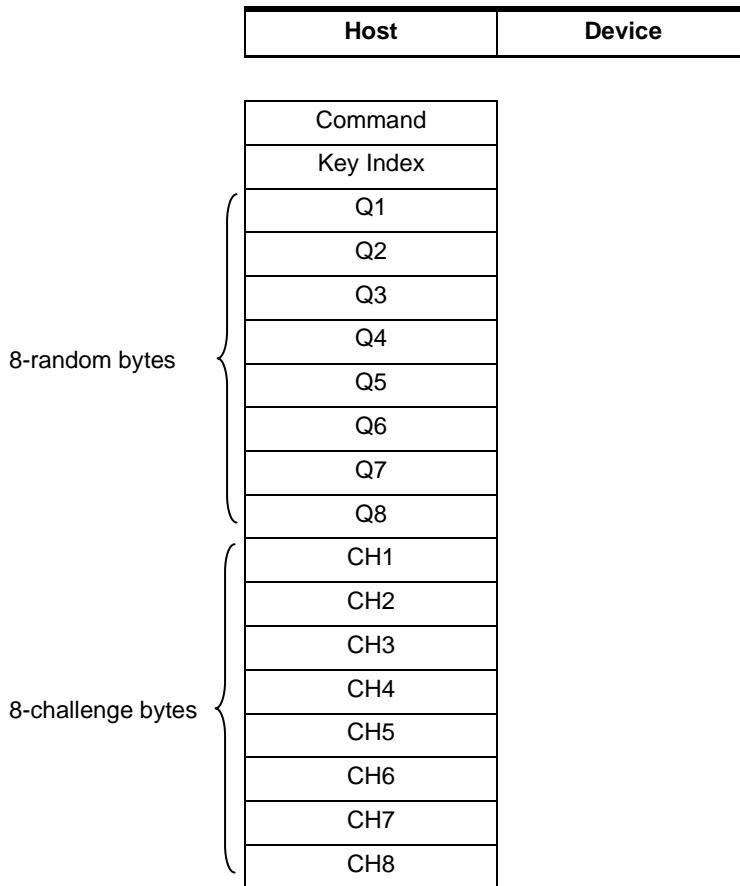 Host Device
Command
Key Index
Q1
Q2
Q3
Q4
8-random bytes
Q5
Q6
Q7
Q8
CH1
CH2
CH3
CH4
8-challenge bytes
CH5
CH6
CH7
CH8